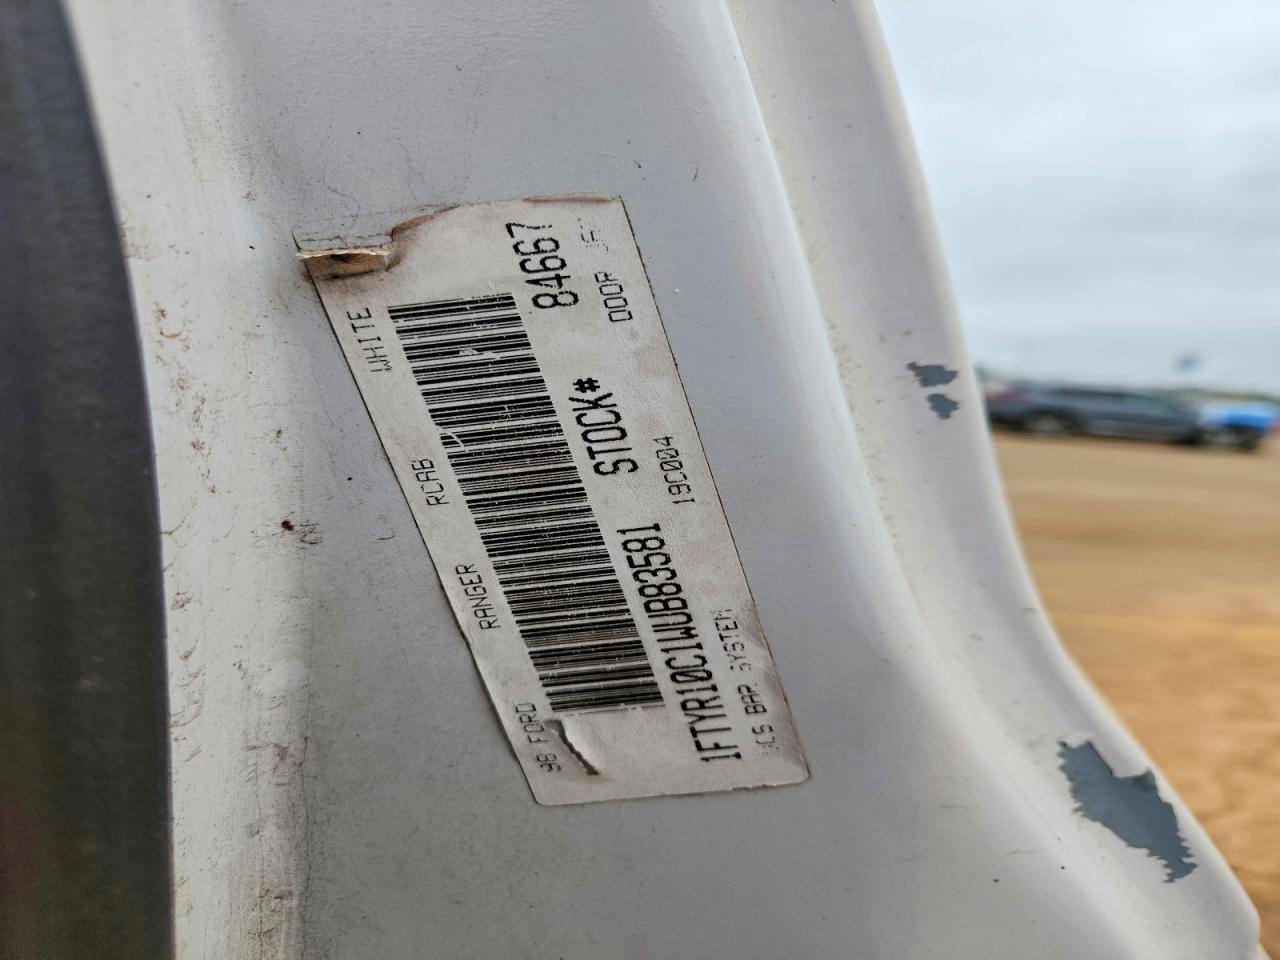 98 FORD RANGER RCAB WHITE
1FTYR10C1WUB83581 STOCK# 84667
BAR SYSTEM 19C004 DOOR